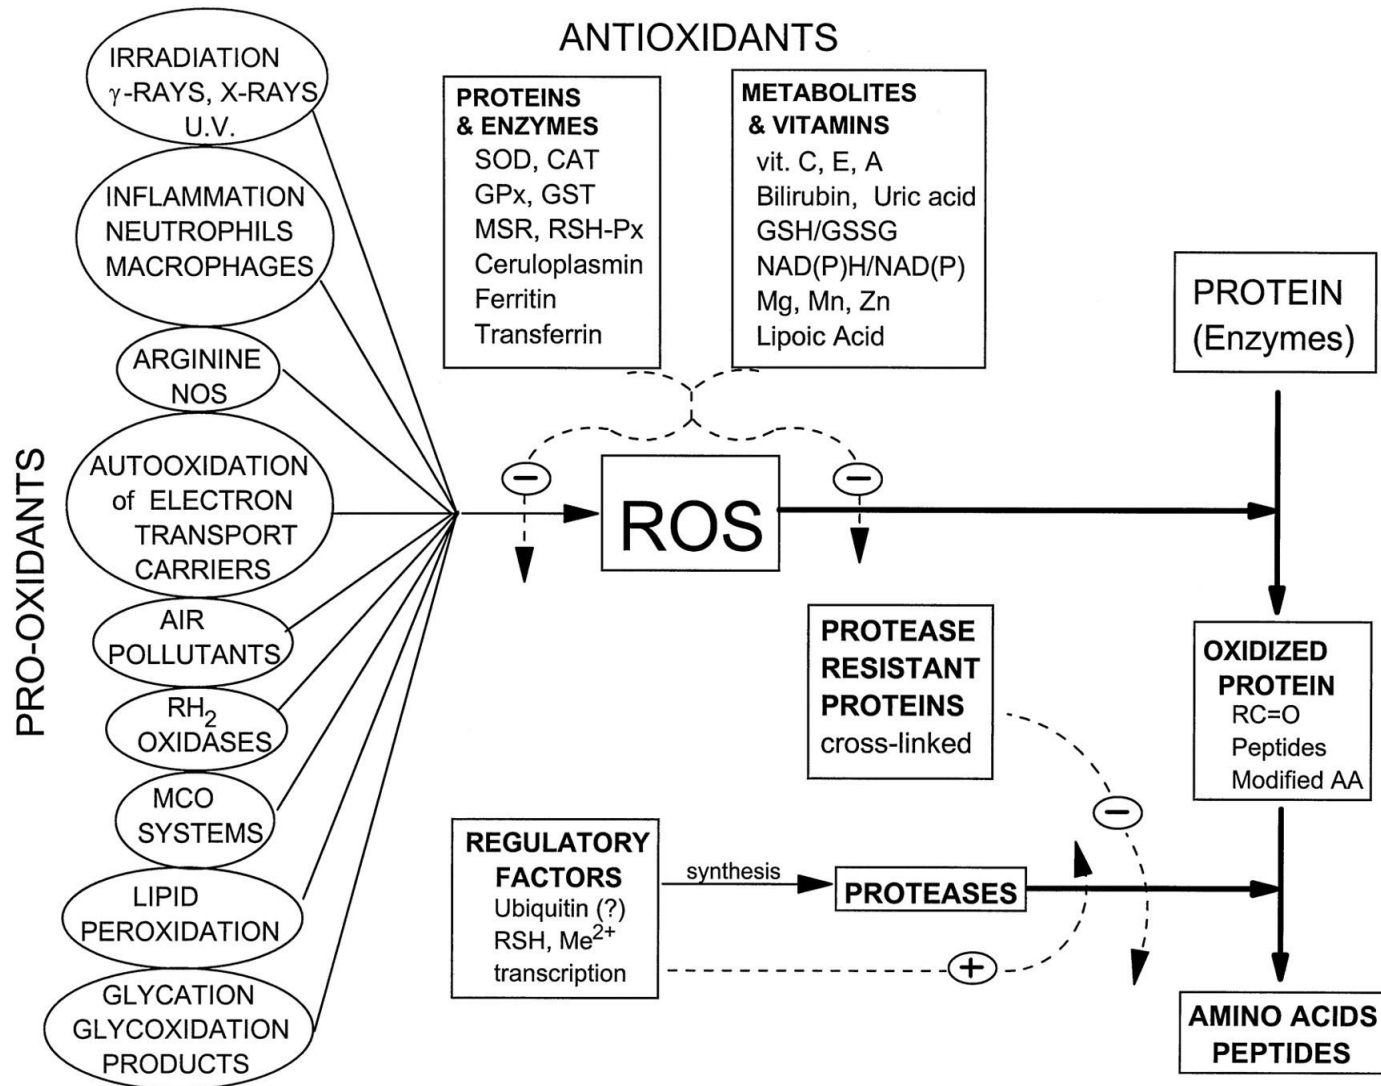 ANTIOXIDANTS
PRO-OXIDANTS
IRRADIATION
γ-RAYS, X-RAYS
U.V.
INFLAMMATION
NEUTROPHILS
MACROPHAGES
ARGININE
NOS
AUTOOXIDATION
of ELECTRON
TRANSPORT
CARRIERS
AIR
POLLUTANTS
RH2
OXIDASES
MCO
SYSTEMS
LIPID
PEROXIDATION
GLYCATION
GLYCOXIDATION
PRODUCTS
PROTEINS
& ENZYMES
SOD, CAT
GPx, GST
MSR, RSH-Px
Ceruloplasmin
Ferritin
Transferrin
METABOLITES
& VITAMINS
vit. C, E, A
Bilirubin, Uric acid
GSH/GSSG
NAD(P)H/NAD(P)
Mg, Mn, Zn
Lipoic Acid
−
ROS
−
PROTEIN
(Enzymes)
PROTEASE
RESISTANT
PROTEINS
cross-linked
−
OXIDIZED
PROTEIN
RC=O
Peptides
Modified AA
REGULATORY
FACTORS
Ubiquitin (?)
RSH, Me2+
transcription
synthesis
PROTEASES
+
AMINO ACIDS
PEPTIDES